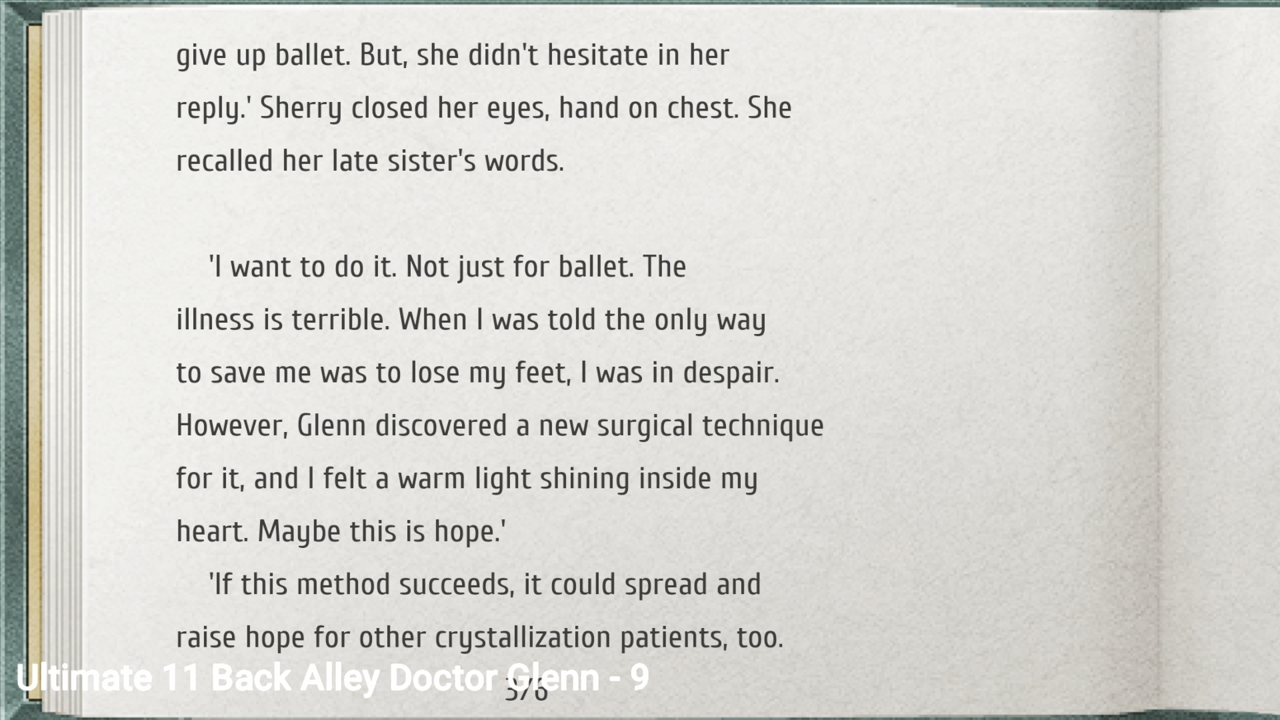 give up ballet. But, she didn't hesitate in her
reply.' Sherry closed her eyes, hand on chest. She
recalled her late sister's words.
'I want to do it. Not just for ballet. The
illness is terrible. When I was told the only way
to save me was to lose my feet, I was in despair.
However, Glenn discovered a new surgical technique
for it, and I felt a warm light shining inside my
heart. Maybe this is hope.'
'If this method succeeds, it could spread and
raise hope for other crystallization patients, too.
Ultimate 11 Back Alley Doctor Glenn - 9
3/6